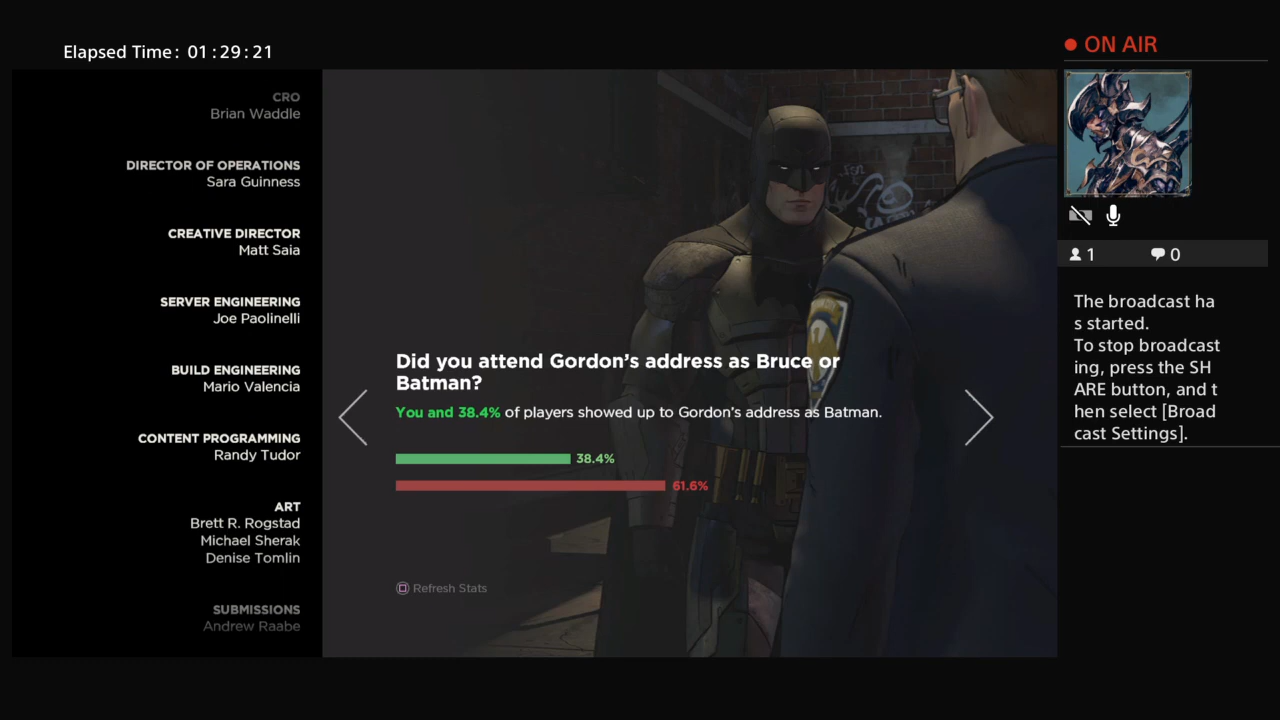 Elapsed Time: 01:29:21
ON AIR
CRO
Brian Waddle
DIRECTOR OF OPERATIONS
Sara Guinness
CREATIVE DIRECTOR
Matt Saia
SERVER ENGINEERING
Joe Paolinelli
BUILD ENGINEERING
Mario Valencia
CONTENT PROGRAMMING
Randy Tudor
ART
Brett R. Rogstad
Michael Sherak
Denise Tomlin
SUBMISSIONS
Andrew Raabe
Did you attend Gordon's address as Bruce or
Batman?
You and 38.4% of players showed up to Gordon's address as Batman.
38.4%
61.6%
Refresh Stats
1
0
The broadcast ha
s started.
To stop broadcast
ing, press the SH
ARE button, and t
hen select [Broad
cast Settings].